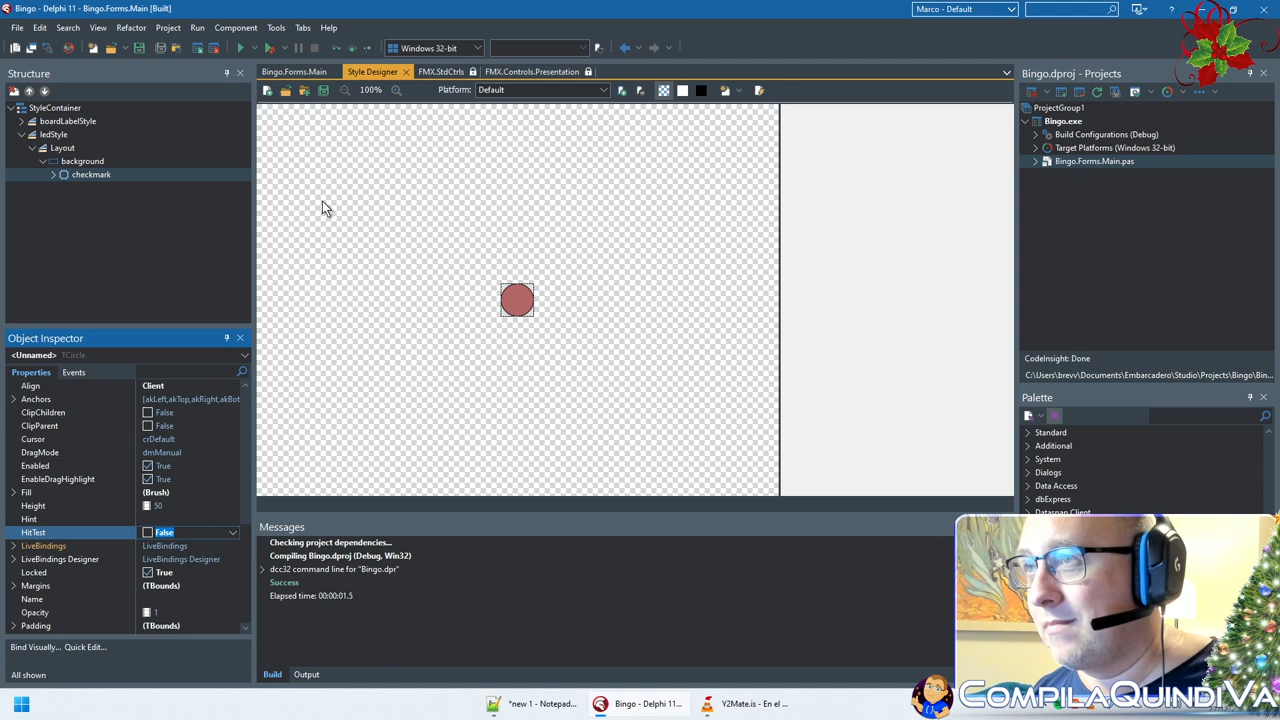 Bingo - Delphi 11 - Bingo.Forms.Main [Built]
Marco - Default
File Edit Search View Refactor Project Run Component Tools Tabs Help
Windows 32-bit
Structure
StyleContainer
boardLabelStyle
ledStyle
Layout
background
checkmark
Bingo.Forms.Main
Style Designer
FMX.StdCtrls
FMX.Controls.Presentation
100%
Platform:
Default
Bingo.dproj - Projects
ProjectGroup1
Bingo.exe
Build Configurations (Debug)
Target Platforms (Windows 32-bit)
Bingo.Forms.Main.pas
CodeInsight: Done
C:\Users\brevv\Documents\Embarcadero\Studio\Projects\Bingo\Bin...
Palette
Standard
Additional
System
Dialogs
Data Access
dbExpress
Datasnap Client
Object Inspector
<Unnamed> TCircle
Properties Events
Align Client
Anchors [akLeft,akTop,akRight,akBot
ClipChildren False
ClipParent False
Cursor crDefault
DragMode dmManual
Enabled True
EnableDragHighlight True
Fill (Brush)
Height 50
Hint
HitTest False
LiveBindings LiveBindings
LiveBindings Designer LiveBindings Designer
Locked True
Margins (TBounds)
Name
Opacity 1
Padding (TBounds)
Bind Visually... Quick Edit...
All shown
Messages
Checking project dependencies...
Compiling Bingo.dproj (Debug, Win32)
dcc32 command line for "Bingo.dpr"
Success
Elapsed time: 00:00:01.5
Build Output
*new 1 - Notepad...
Bingo - Delphi 11...
Y2Mate.is - En el ...
CompilaQuindiVa